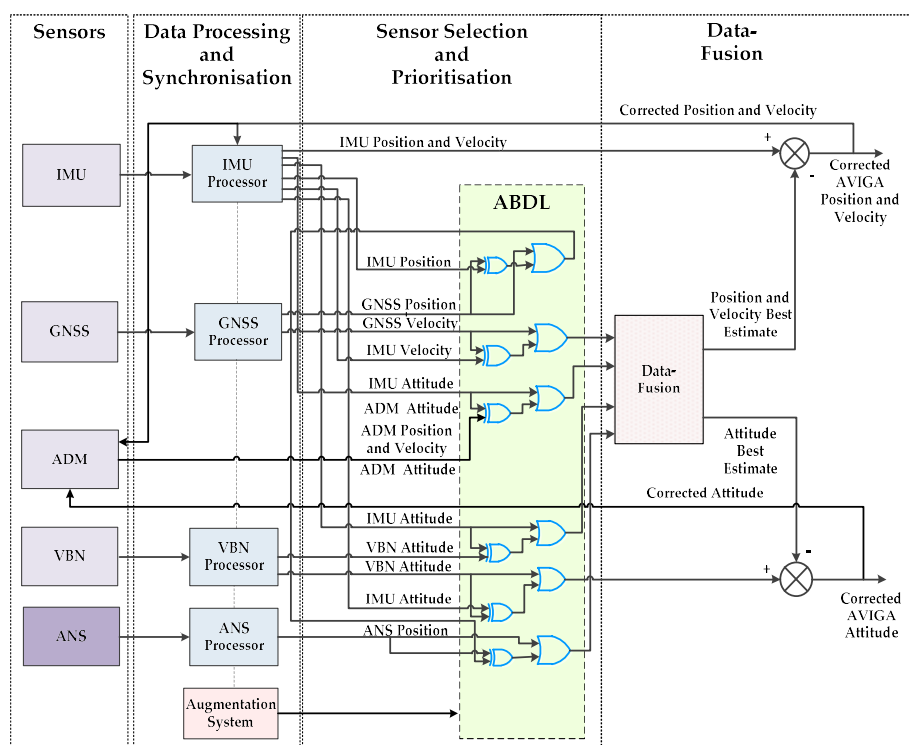 Sensors
Data Processing
and
Synchronisation
Sensor Selection
and
Prioritisation
Data-
Fusion
IMU
GNSS
ADM
VBN
ANS
IMU
Processor
GNSS
Processor
VBN
Processor
ANS
Processor
Augmentation
System
IMU Position and Velocity
ABDL
IMU Position
GNSS Position
GNSS Velocity
IMU Velocity
IMU Attitude
ADM Attitude
ADM Position
and Velocity
ADM Attitude
IMU Attitude
VBN Attitude
VBN Attitude
IMU Attitude
ANS Position
Corrected Position and Velocity
+
-
Corrected
AVIGA
Position and
Velocity
Position and
Velocity Best
Estimate
Data-
Fusion
Attitude
Best
Estimate
Corrected Attitude
-
+
Corrected
AVIGA
Attitude